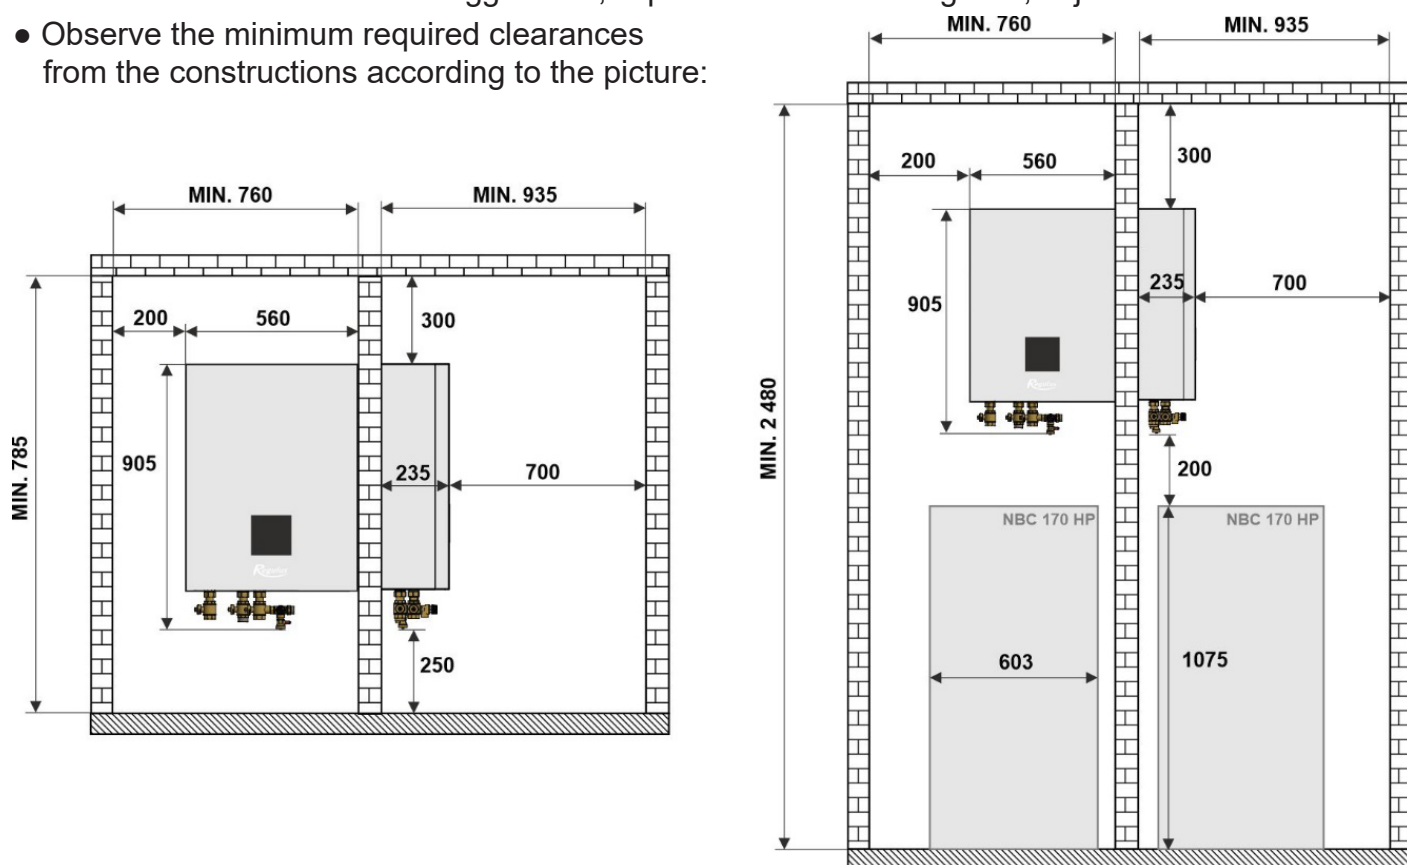 ● Observe the minimum required clearances
from the constructions according to the picture:
MIN. 760
MIN. 935
200
560
300
MIN. 785
905
235
700
250
MIN. 760
MIN. 935
200
560
300
905
235
700
MIN. 2 480
200
NBC 170 HP
NBC 170 HP
603
1075